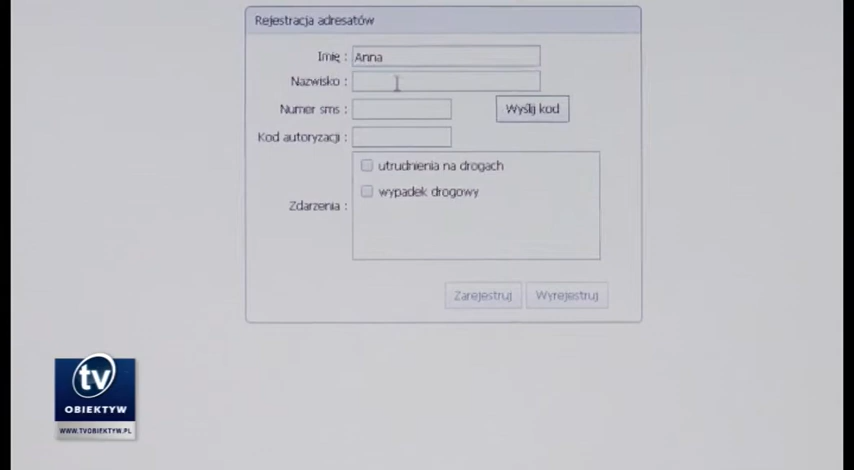 Rejestracja adresatów
Imię : Anna
Nazwisko :
Numer sms : Wyślij kod
Kod autoryzacji :
utrudnienia na drogach
wypadek drogowy
Zdarzenia :
Zarejestruj Wyrejestruj
tv
OBIEKTYW
WWW.TVOBIEKTYW.PL